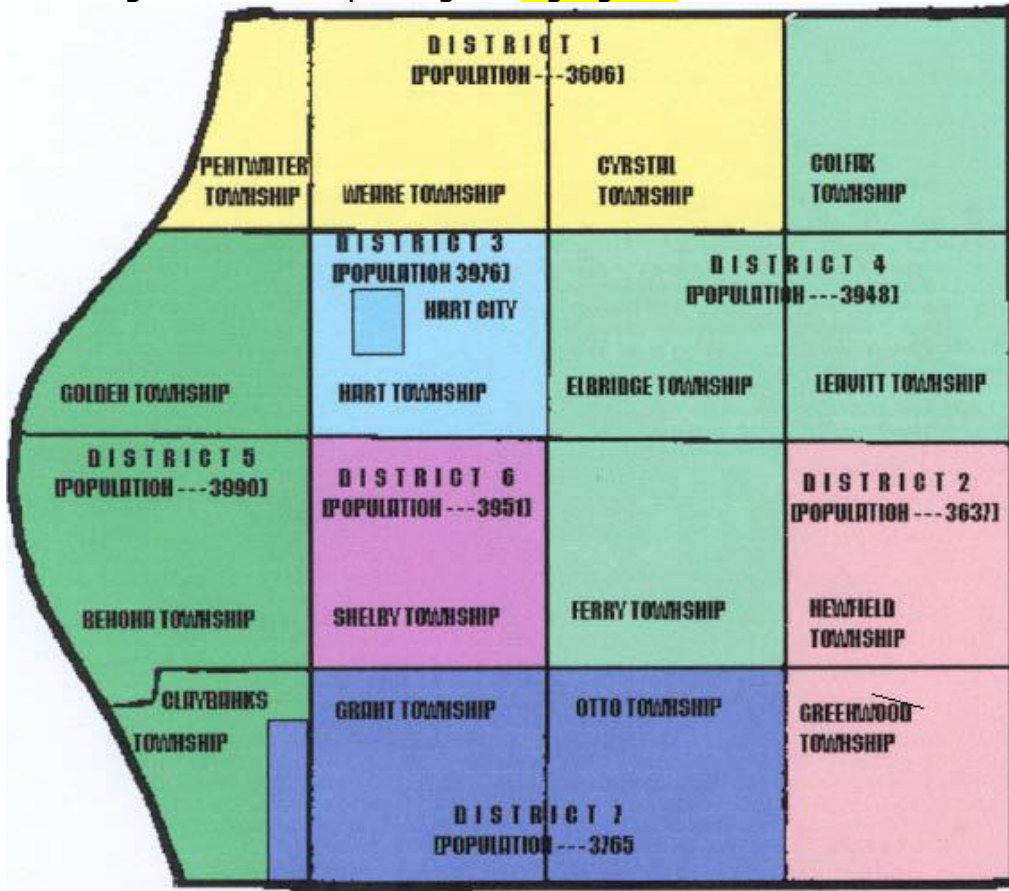 DISTRICT 1
[POPULATION---3606]
PENTWATER
TOWNSHIP
WEARE TOWNSHIP
CYRSTAL
TOWNSHIP
COLFAX
TOWNSHIP
DISTRICT 3
[POPULATION 3976]
HART CITY
DISTRICT 4
[POPULATION---3948]
GOLDEN TOWNSHIP
HART TOWNSHIP
ELBRIDGE TOWNSHIP
LEAVITT TOWNSHIP
DISTRICT 5
[POPULATION---3990]
DISTRICT 6
[POPULATION---3951]
DISTRICT 2
[POPULATION---3637]
BENONA TOWNSHIP
SHELBY TOWNSHIP
FERRY TOWNSHIP
NEWFIELD
TOWNSHIP
CLAYBANKS
TOWNSHIP
GRANT TOWNSHIP
OTTO TOWNSHIP
GREENWOOD
TOWNSHIP
DISTRICT 7
[POPULATION---3765